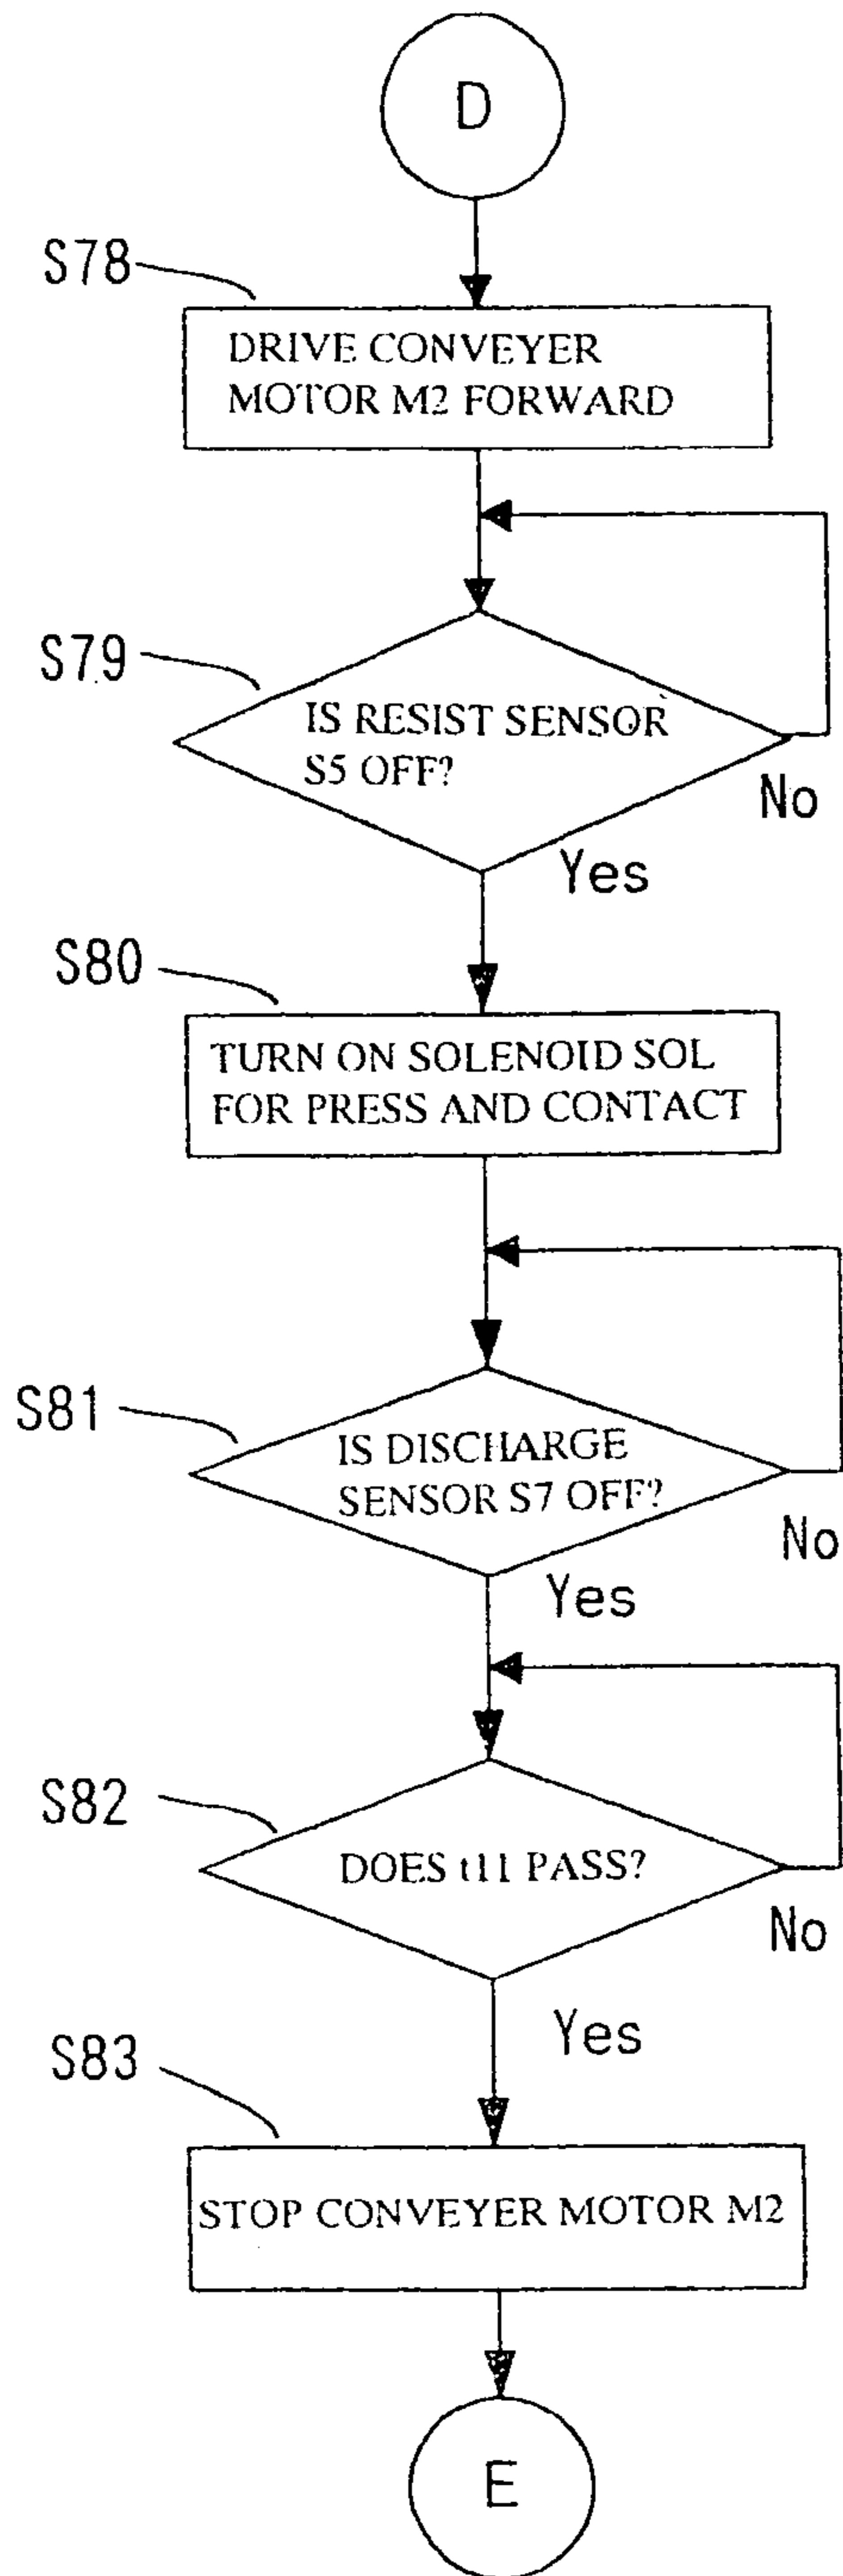 D
S78
DRIVE CONVEYER
MOTOR M2 FORWARD
S79
IS RESIST SENSOR
S5 OFF?
No
Yes
S80
TURN ON SOLENOID SOL
FOR PRESS AND CONTACT
S81
IS DISCHARGE
SENSOR S7 OFF?
No
Yes
S82
DOES t11 PASS?
No
Yes
S83
STOP CONVEYER MOTOR M2
E